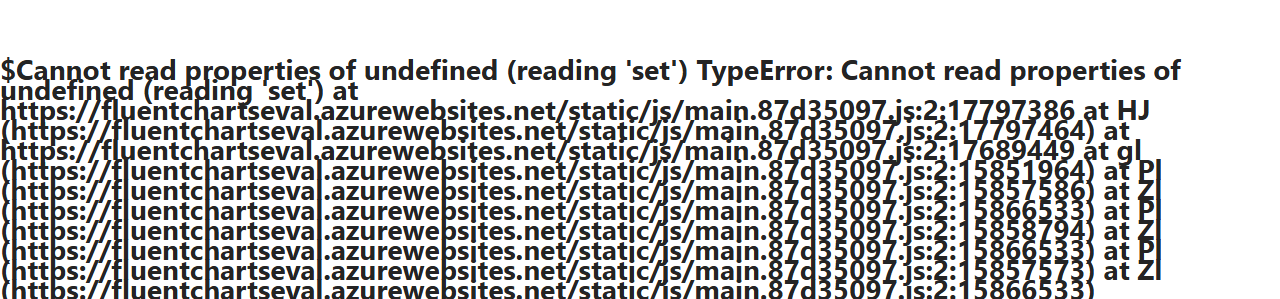 $Cannot read properties of undefined (reading 'set') TypeError: Cannot read properties of
undefined (reading 'set') at
https://fluentchartseval.azurewebsites.net/static/js/main.87d35097.js:2:17797386 at HJ
(https://fluentchartseval.azurewebsites.net/static/js/main.87d35097.js:2:17797464) at
https://fluentchartseval.azurewebsites.net/static/js/main.87d35097.js:2:17689449 at gl
(https://fluentchartseval.azurewebsites.net/static/js/main.87d35097.js:2:15851964) at Pl
(https://fluentchartseval.azurewebsites.net/static/js/main.87d35097.js:2:15857586) at Zl
(https://fluentchartseval.azurewebsites.net/static/js/main.87d35097.js:2:15866533) at Pl
(https://fluentchartseval.azurewebsites.net/static/js/main.87d35097.js:2:15858794) at Zl
(https://fluentchartseval.azurewebsites.net/static/js/main.87d35097.js:2:15866533) at Pl
(https://fluentchartseval.azurewebsites.net/static/js/main.87d35097.js:2:15857573) at Zl
(https://fluentchartseval.azurewebsites.net/static/js/main.87d35097.js:2:15866533)